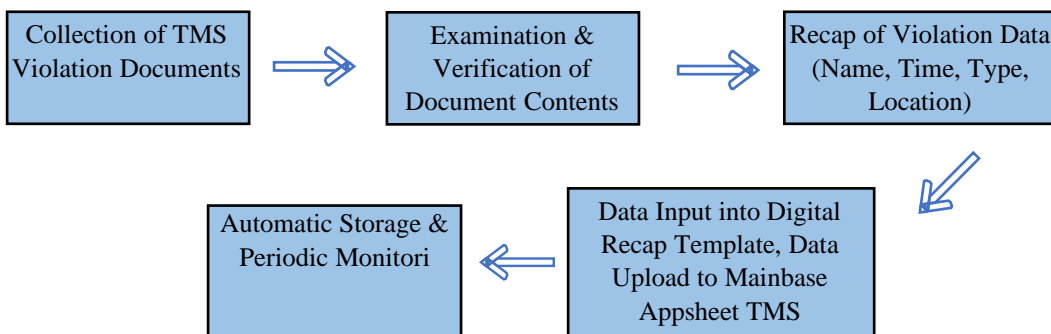 Collection of TMS
Violation Documents
Examination &
Verification of
Document Contents
Recap of Violation Data
(Name, Time, Type,
Location)
Data Input into Digital
Recap Template, Data
Upload to Mainbase
Appsheet TMS
Automatic Storage &
Periodic Monitori